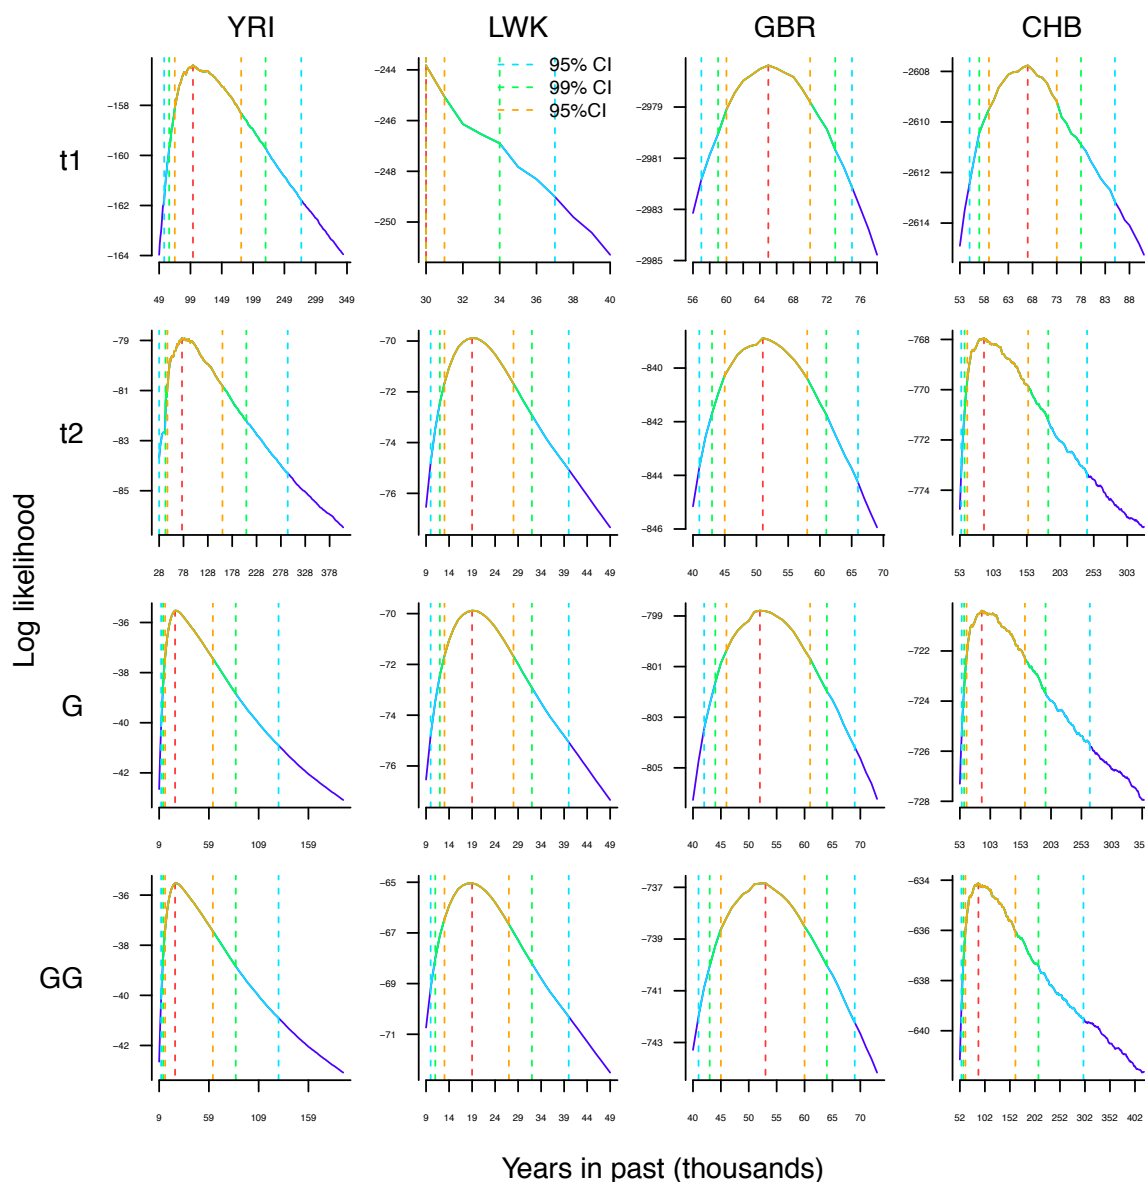 YRI LWK GBR CHB
95% CI
99% CI
95%CI
t1
−158 −160 −162 −164
49 99 149 199 249 299 349
−244 −246 −248 −250
30 32 34 36 38 40
−2979 −2981 −2983 −2985
56 60 64 68 72 76
−2608 −2610 −2612 −2614
53 58 63 68 73 78 83 88
t2
−79 −81 −83 −85
28 78 128 178 228 278 328 378
−70 −72 −74 −76
9 14 19 24 29 34 39 44 49
−840 −842 −844 −846
40 45 50 55 60 65 70
−768 −770 −772 −774
53 103 153 203 253 303
Log likelihood
G
−36 −38 −40 −42
9 59 109 159
−70 −72 −74 −76
9 14 19 24 29 34 39 44 49
−799 −801 −803 −805
40 45 50 55 60 65 70
−722 −724 −726 −728
53 103 153 203 253 303 35
GG
−36 −38 −40 −42
9 59 109 159
−65 −67 −69 −71
9 14 19 24 29 34 39 44 49
−737 −739 −741 −743
40 45 50 55 60 65 70
−634 −636 −638 −640
52 102 152 202 252 302 352 402
Years in past (thousands)